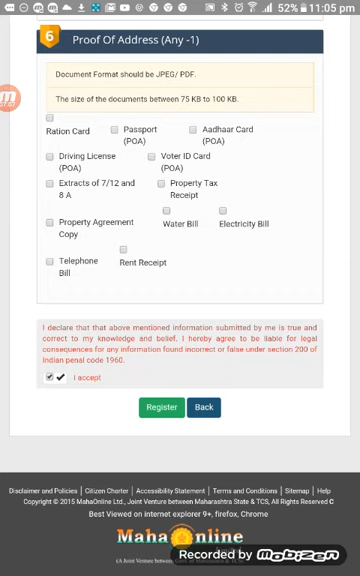 52% 11:05 pm
6 Proof Of Address (Any -1)
07:57
Document Format should be JPEG/ PDF.
The size of the documents between 75 KB to 100 KB.
Ration Card
Passport (POA)
Aadhaar Card (POA)
Driving License (POA)
Voter ID Card (POA)
Extracts of 7/12 and 8 A
Property Tax Receipt
Property Agreement Copy
Water Bill
Electricity Bill
Telephone Bill
Rent Receipt
I declare that that above mentioned information submitted by me is true and
correct to my knowledge and belief. I hereby agree to be liable for legal
consequences for any information found incorrect or false under section 200 of
Indian penal code 1960.
I accept
Register Back
Disclaimer and Policies | Citizen Charter | Accessibility Statement | Terms and Conditions | Sitemap | Help
Copyright © 2015 MahaOnline Ltd., Joint Venture between Maharashtra State & TCS, All Rights Reserved C
Best Viewed on internet explorer 9+, firefox, Chrome
Maha Online
Recorded by Mobizen
(A Joint Venture between